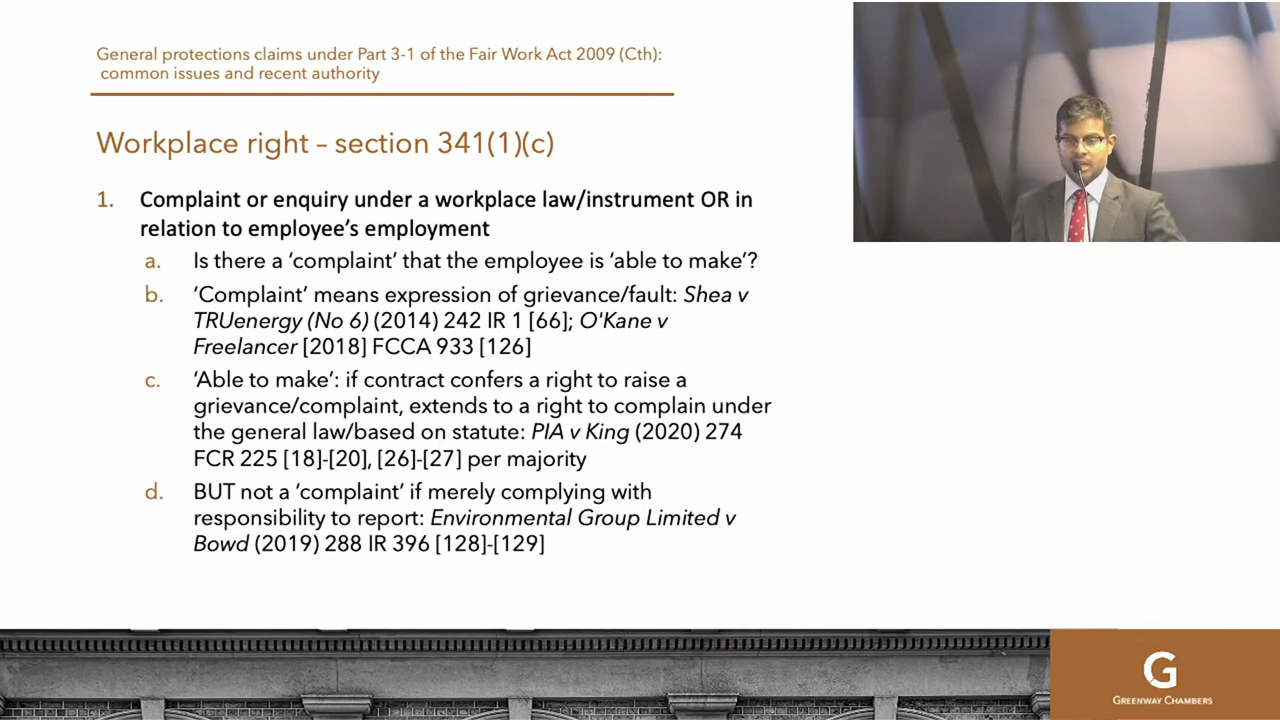 General protections claims under Part 3-1 of the Fair Work Act 2009 (Cth):
common issues and recent authority
Workplace right – section 341(1)(c)
1. Complaint or enquiry under a workplace law/instrument OR in
relation to employee's employment
a. Is there a 'complaint' that the employee is 'able to make'?
b. 'Complaint' means expression of grievance/fault: Shea v
TRUenergy (No 6) (2014) 242 IR 1 [66]; O'Kane v
Freelancer [2018] FCCA 933 [126]
c. 'Able to make': if contract confers a right to raise a
grievance/complaint, extends to a right to complain under
the general law/based on statute: PIA v King (2020) 274
FCR 225 [18]-[20], [26]-[27] per majority
d. BUT not a 'complaint' if merely complying with
responsibility to report: Environmental Group Limited v
Bowd (2019) 288 IR 396 [128]-[129]
G
GREENWAY CHAMBERS